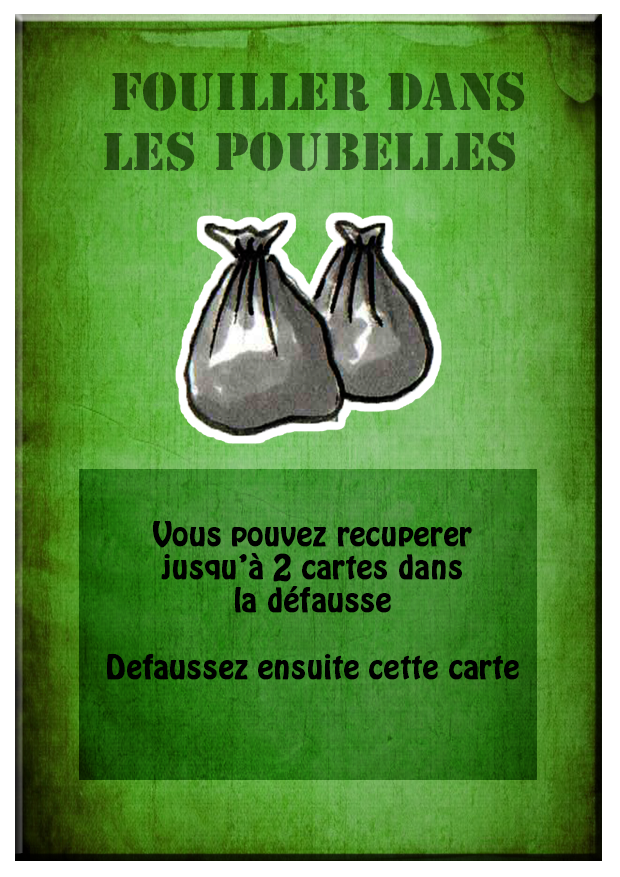 FOUILLER DANS
LES POUBELLES
Vous pouvez recuperer
jusqu'à 2 cartes dans
la défausse
Defaussez ensuite cette carte